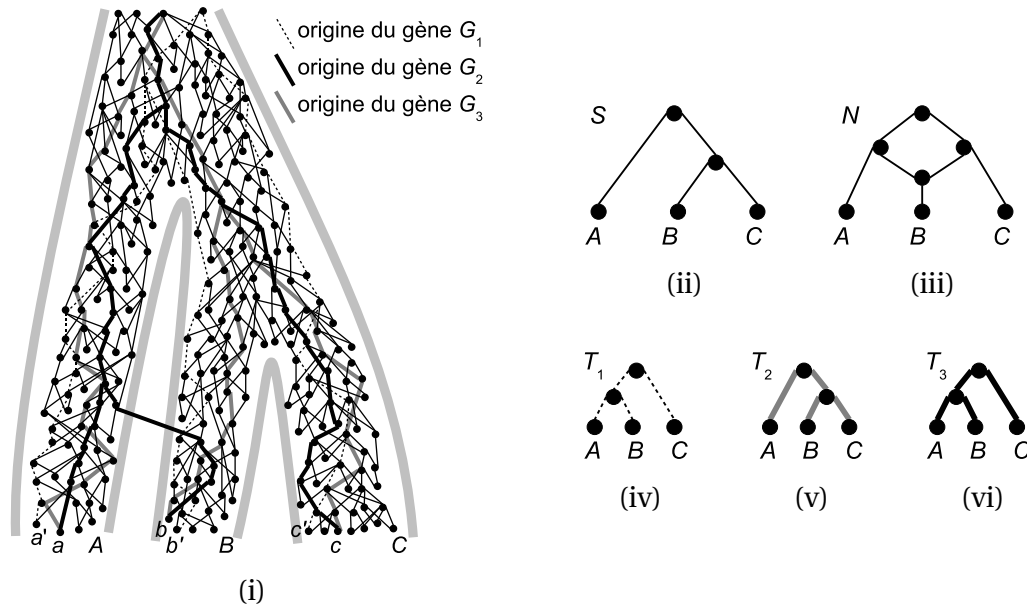 origine du gène G1
origine du gène G2
origine du gène G3
a' a A b b' B c' c C
(i)
S
A B C
(ii)
N
A B C
(iii)
T1
A B C
(iv)
T2
A B C
(v)
T3
A B C
(vi)